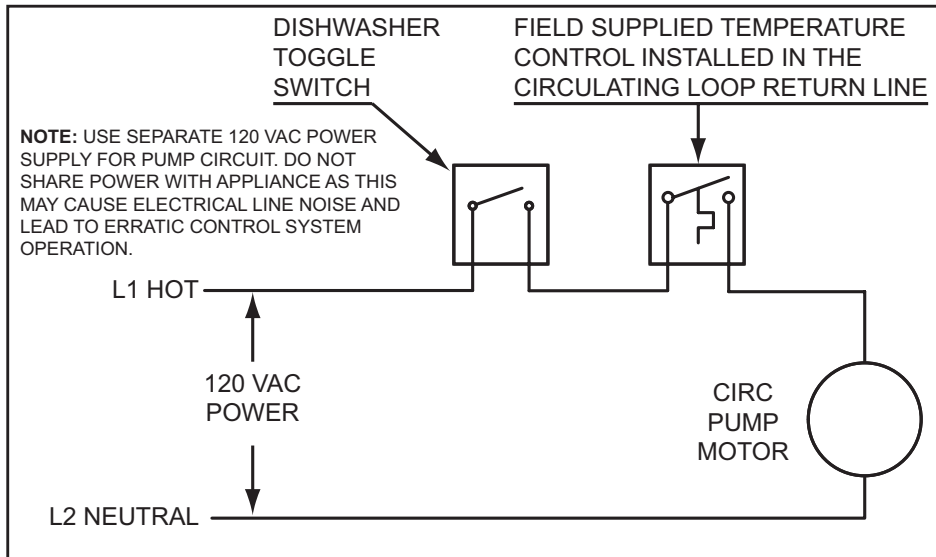 DISHWASHER
TOGGLE
SWITCH
FIELD SUPPLIED TEMPERATURE
CONTROL INSTALLED IN THE
CIRCULATING LOOP RETURN LINE
NOTE: USE SEPARATE 120 VAC POWER
SUPPLY FOR PUMP CIRCUIT. DO NOT
SHARE POWER WITH APPLIANCE AS THIS
MAY CAUSE ELECTRICAL LINE NOISE AND
LEAD TO ERRATIC CONTROL SYSTEM
OPERATION.
L1 HOT
120 VAC
POWER
CIRC
PUMP
MOTOR
L2 NEUTRAL